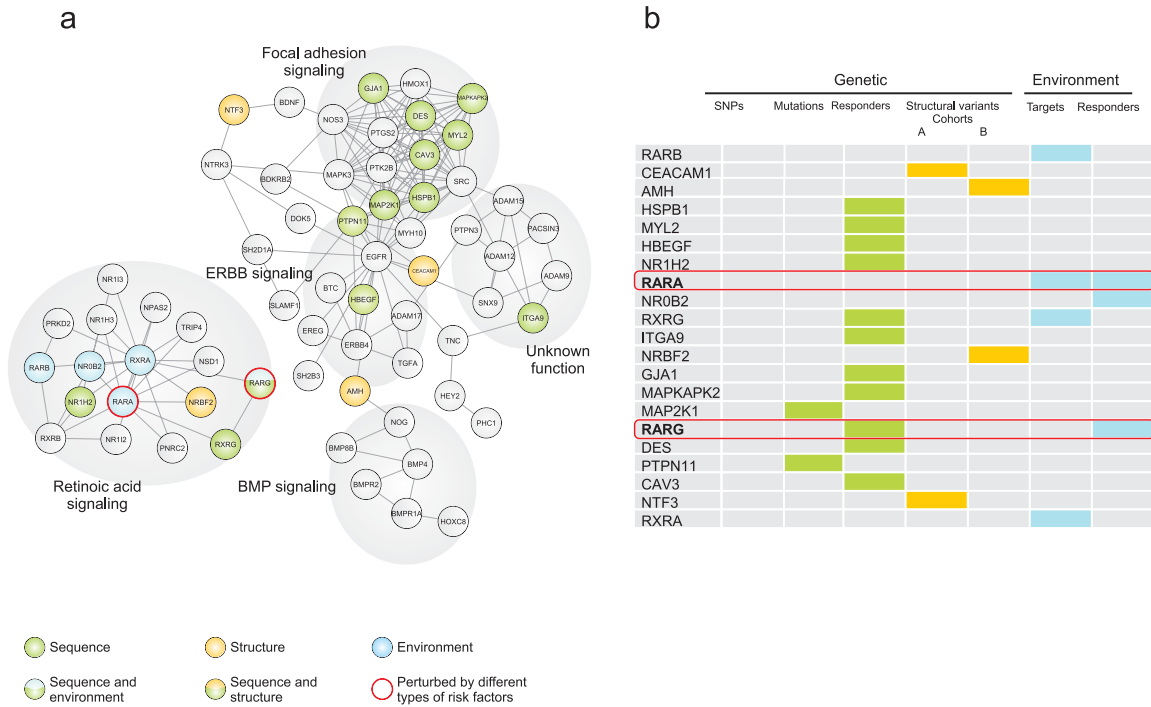 a
b
Focal adhesion
signaling
HMOX1
GJA1
MAPKAPK2
BDNF
NTF3
DES
NOS3
PTGS2
MYL2
CAV3
NTRK3
PTK2B
MAPK3
BDKRB2
SRC
HSPB1
MAP2K1
ADAM15
DOK5
PTPN11
PTPN3
PACSIN3
MYH10
SH2D1A
ADAM12
EGFR
ERBB signaling
CEACAM1
ADAM9
NR1I3
BTC
HBEGF
SNX9
NPAS2
SLAMF1
PRKD2
NR1H3
TRIP4
ADAM17
ITGA9
EREG
ERBB4
TNC
Unknown
function
RXRA
NSD1
RARB
NR0B2
TGFA
RARG
SH2B3
NR1H2
RARA
NRBF2
AMH
HEY2
NOG
PHC1
RXRB
NR1I2
PNRC2
RXRG
BMP8B
BMP4
Retinoic acid
signaling
BMP signaling
BMPR2
BMPR1A
HOXC8
Genetic
Environment
SNPs
Mutations
Responders
Structural variants
Cohorts
A
B
Targets
Responders
RARB
CEACAM1
AMH
HSPB1
MYL2
HBEGF
NR1H2
RARA
NR0B2
RXRG
ITGA9
NRBF2
GJA1
MAPKAPK2
MAP2K1
RARG
DES
PTPN11
CAV3
NTF3
RXRA
Sequence
Structure
Environment
Sequence and
environment
Sequence and
structure
Perturbed by different
types of risk factors